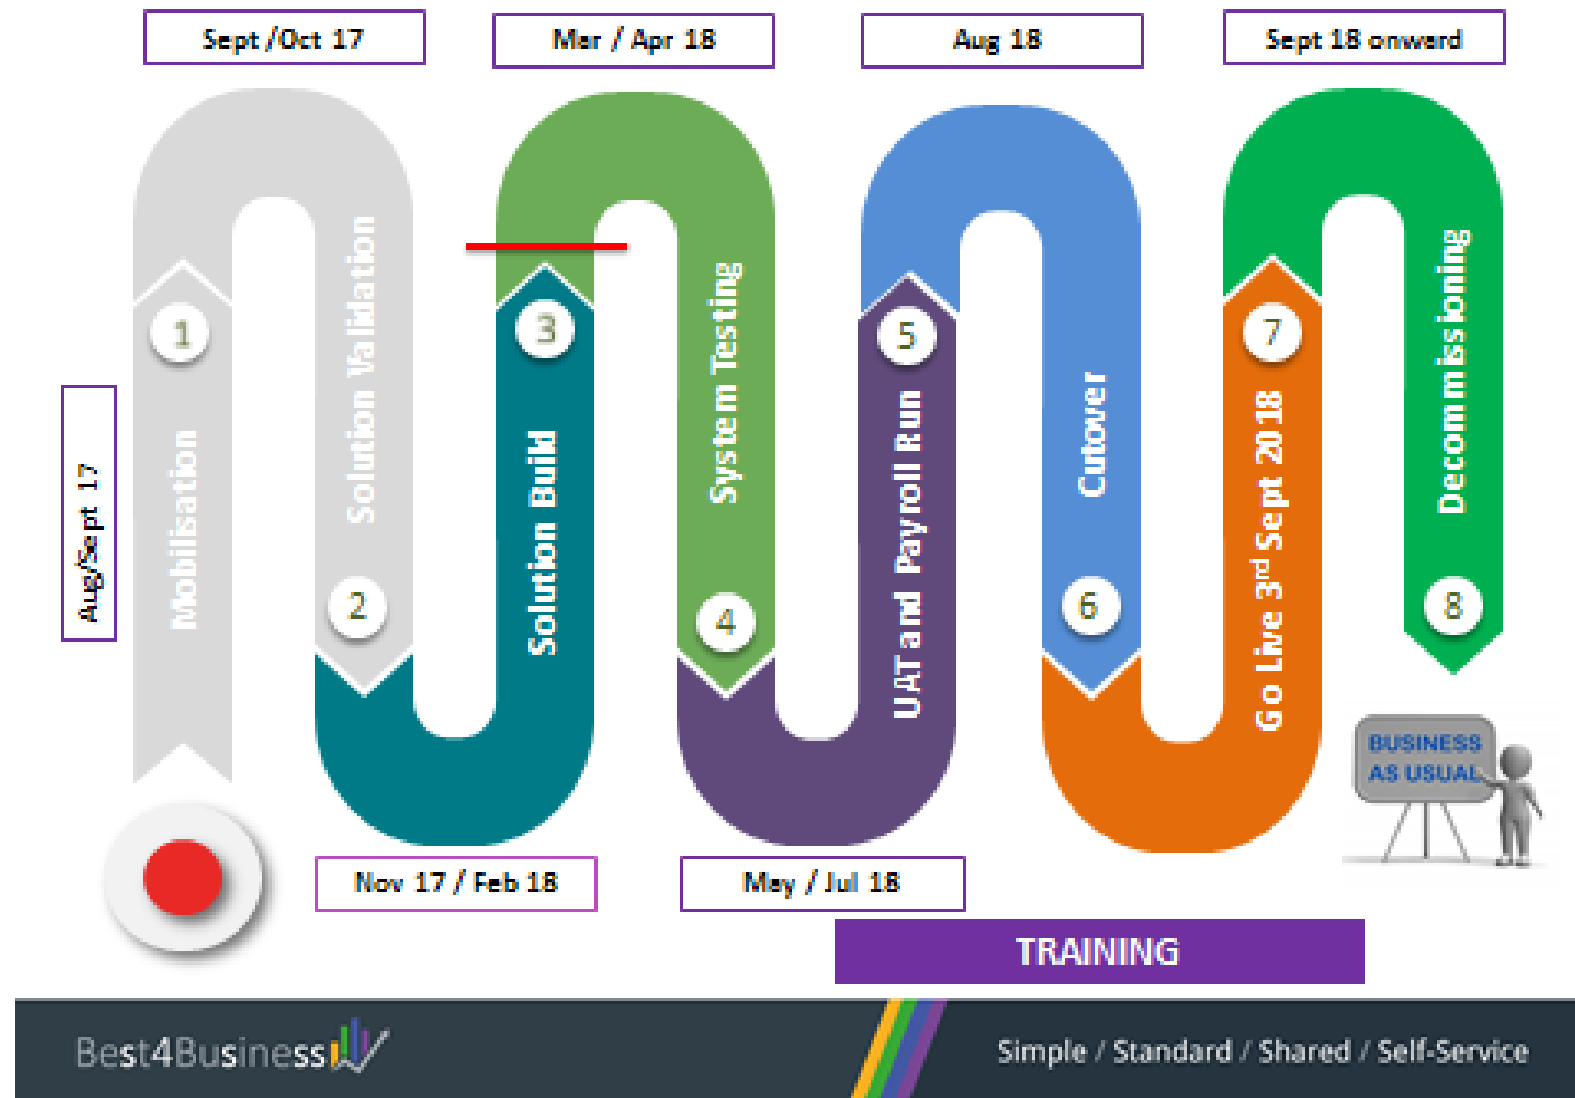 Sept /Oct 17
Mar / Apr 18
Aug 18
Sept 18 onward
Aug/Sept 17
1
Mobilisation
Solution Validation
2
3
Solution Build
System Testing
4
5
UAT and Payroll Run
Cutover
6
7
Go Live 3rd Sept 2018
Decommissioning
8
BUSINESS
AS USUAL
Nov 17 / Feb 18
May / Jul 18
TRAINING
Best4Business
Simple / Standard / Shared / Self-Service